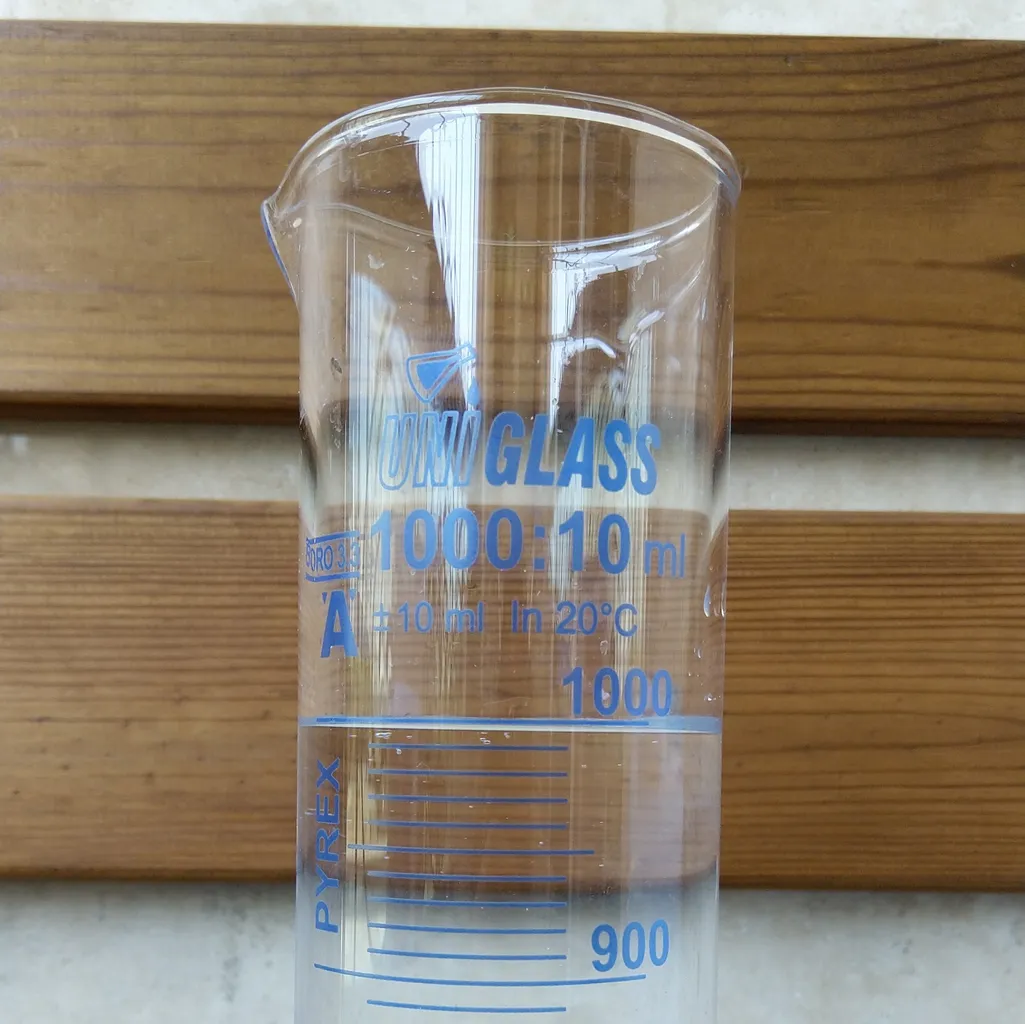 UNIGLASS
BORO 3.3
1000:10 ml
"A"
±10 ml In 20°C
1000
PYREX
900